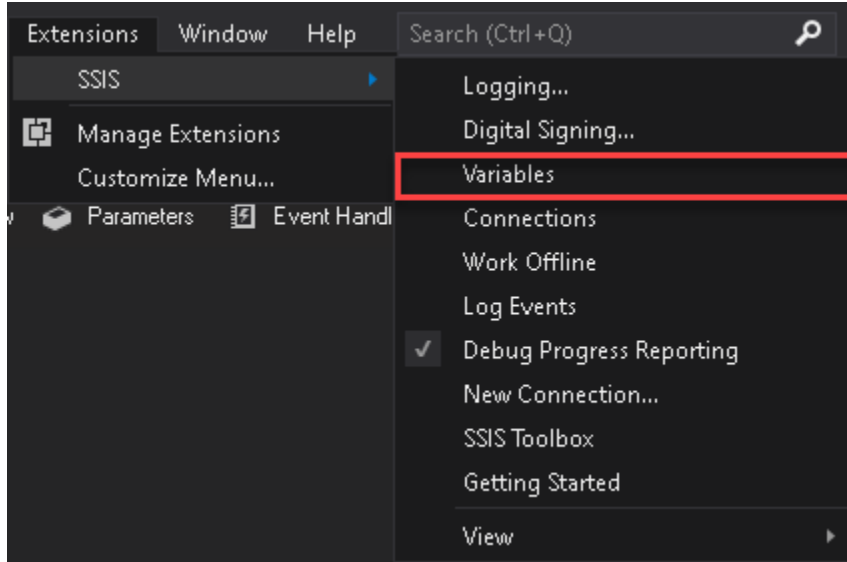 Extensions Window Help Search (Ctrl+Q)
SSIS
Logging...
Manage Extensions
Digital Signing...
Customize Menu...
Variables
Parameters Event Handl
Connections
Work Offline
Log Events
Debug Progress Reporting
New Connection...
SSIS Toolbox
Getting Started
View